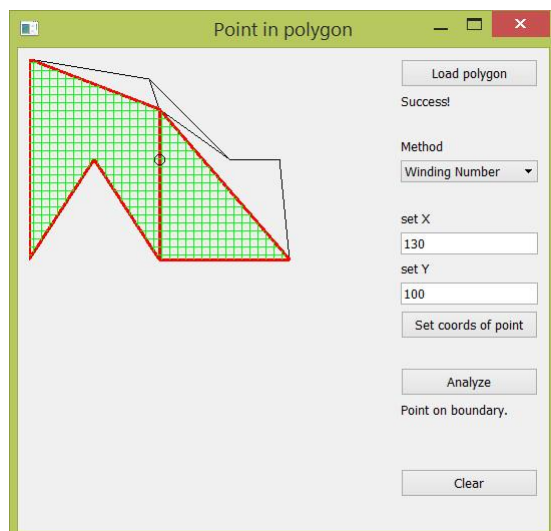 Point in polygon
Load polygon
Success!
Method
Winding Number
set X
130
set Y
100
Set coords of point
Analyze
Point on boundary.
Clear